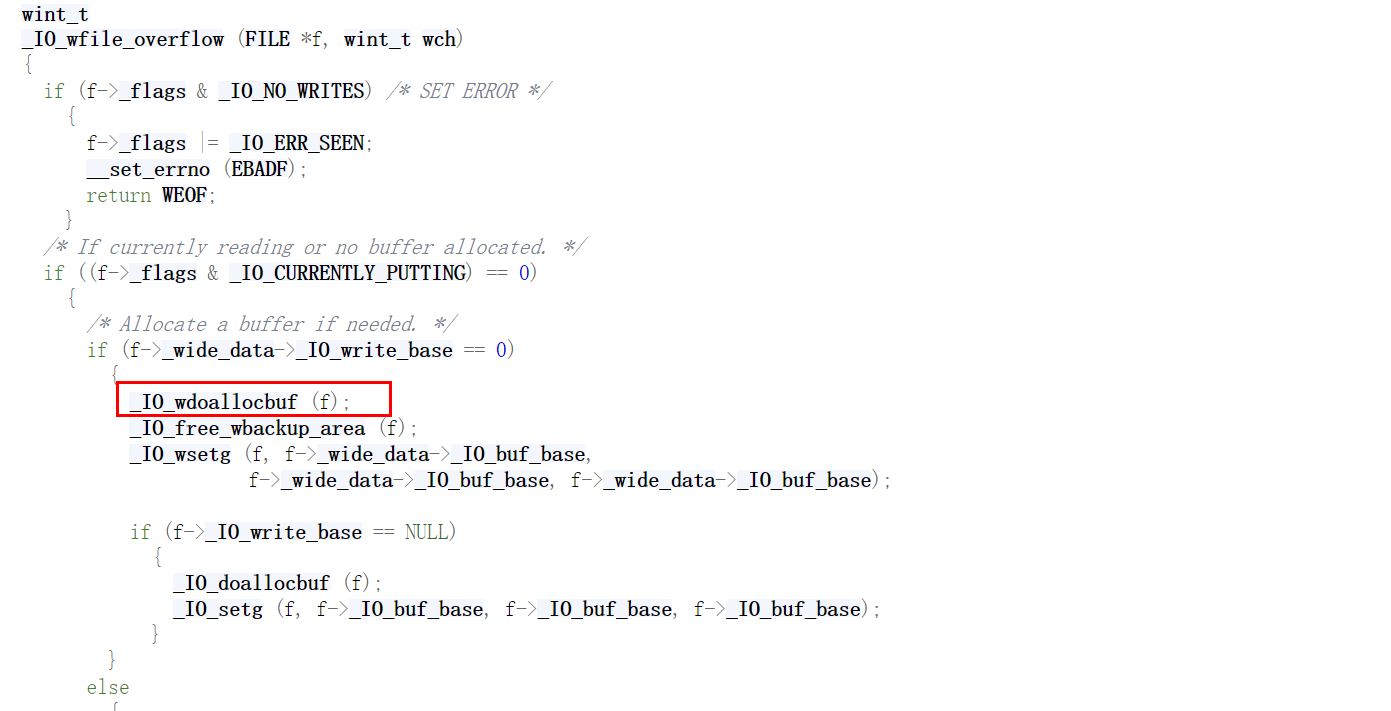 wint_t
_IO_wfile_overflow (FILE *f, wint_t wch)
{
if (f->_flags & _IO_NO_WRITES) /* SET ERROR */
{
f->_flags |= _IO_ERR_SEEN;
__set_errno (EBADF);
return WEOF;
}
/* If currently reading or no buffer allocated. */
if ((f->_flags & _IO_CURRENTLY_PUTTING) == 0)
{
/* Allocate a buffer if needed. */
if (f->_wide_data->_IO_write_base == 0)
{
_IO_wdoallocbuf (f);
_IO_free_wbackup_area (f);
_IO_wsetg (f, f->_wide_data->_IO_buf_base,
f->_wide_data->_IO_buf_base, f->_wide_data->_IO_buf_base);
if (f->_IO_write_base == NULL)
{
_IO_doallocbuf (f);
_IO_setg (f, f->_IO_buf_base, f->_IO_buf_base, f->_IO_buf_base);
}
}
else
{